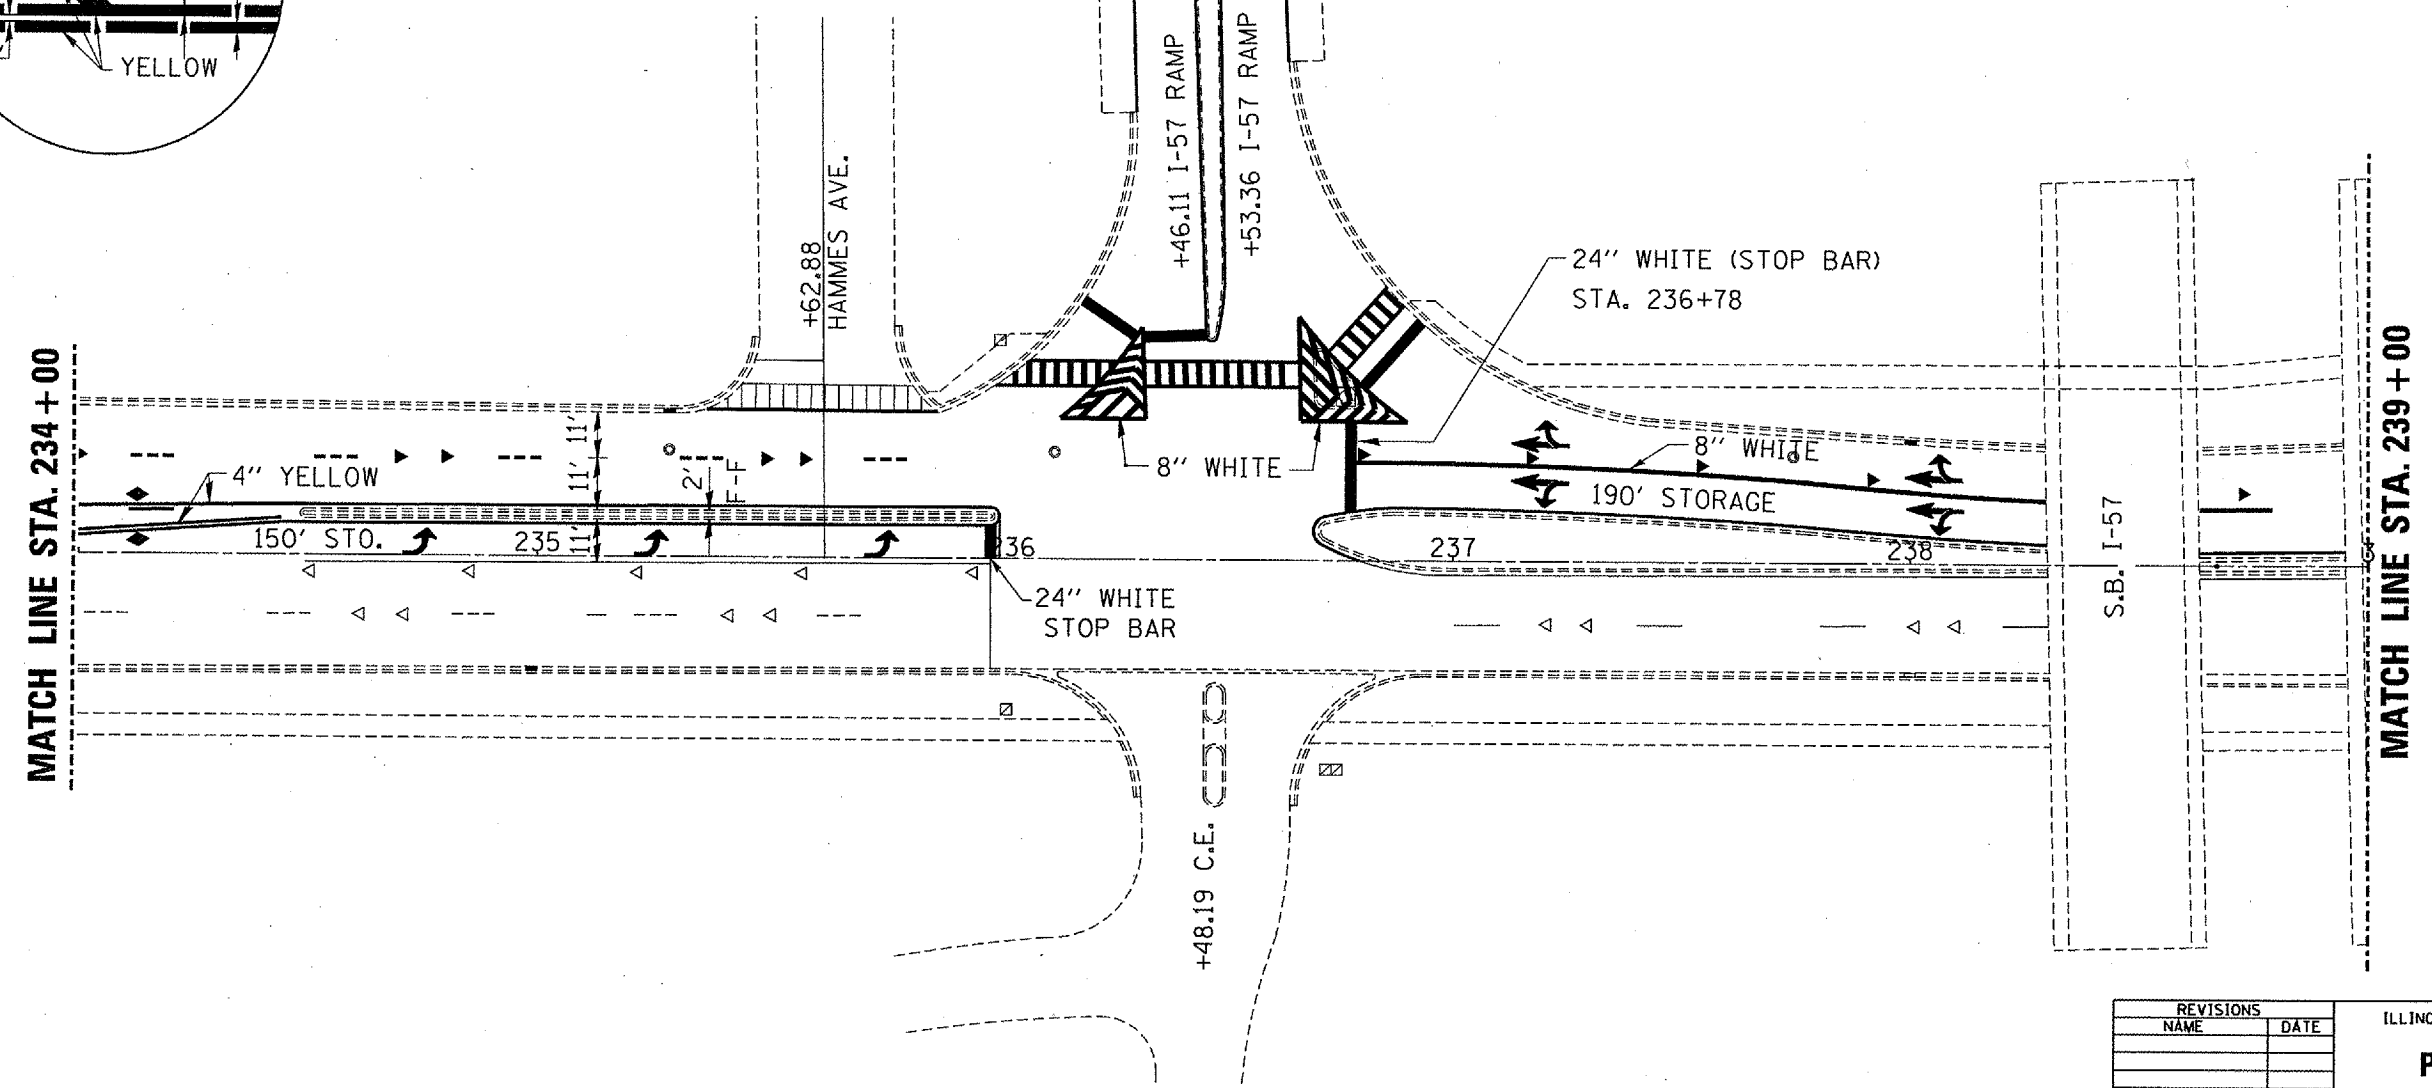 YELLOW
MATCH LINE STA. 234+00
+62.88
HAMMES AVE.
+46.11 I-57 RAMP
+53.36 I-57 RAMP
24" WHITE (STOP BAR)
STA. 236+78
MATCH LINE STA. 239+00
4" YELLOW
11'
11'
2'
F-F
8" WHITE
8" WHITE
190' STORAGE
150' STO.
235
11'
236
237
238
S.B. I-57
24" WHITE
STOP BAR
+48.19 C.E.
REVISIONS
NAME
DATE